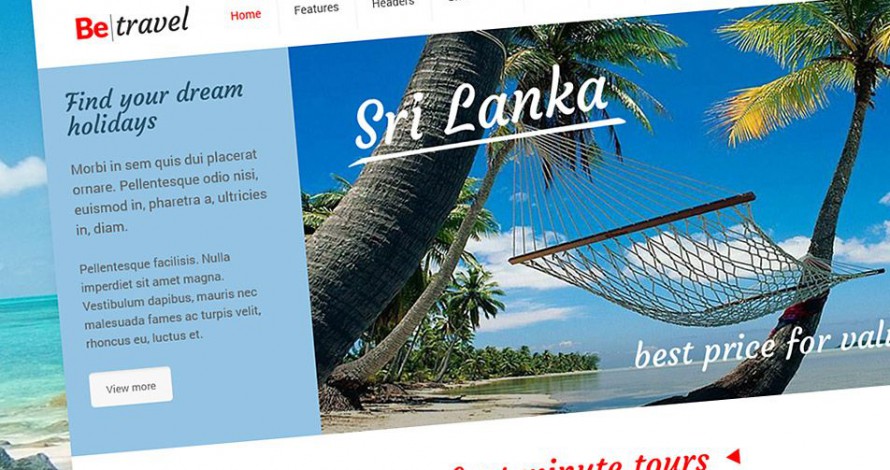 Be travel
Home
Features
Headers
Find your dream
holidays
Morbi in sem quis dui placerat
ornare. Pellentesque odio nisi,
euismod in, pharetra a, ultricies
in, diam.
Pellentesque facilisis. Nulla
imperdiet sit amet magna.
Vestibulum dapibus, mauris nec
malesuada fames ac turpis velit,
rhoncus eu, luctus et.
View more
Sri Lanka
best price for
minute tours